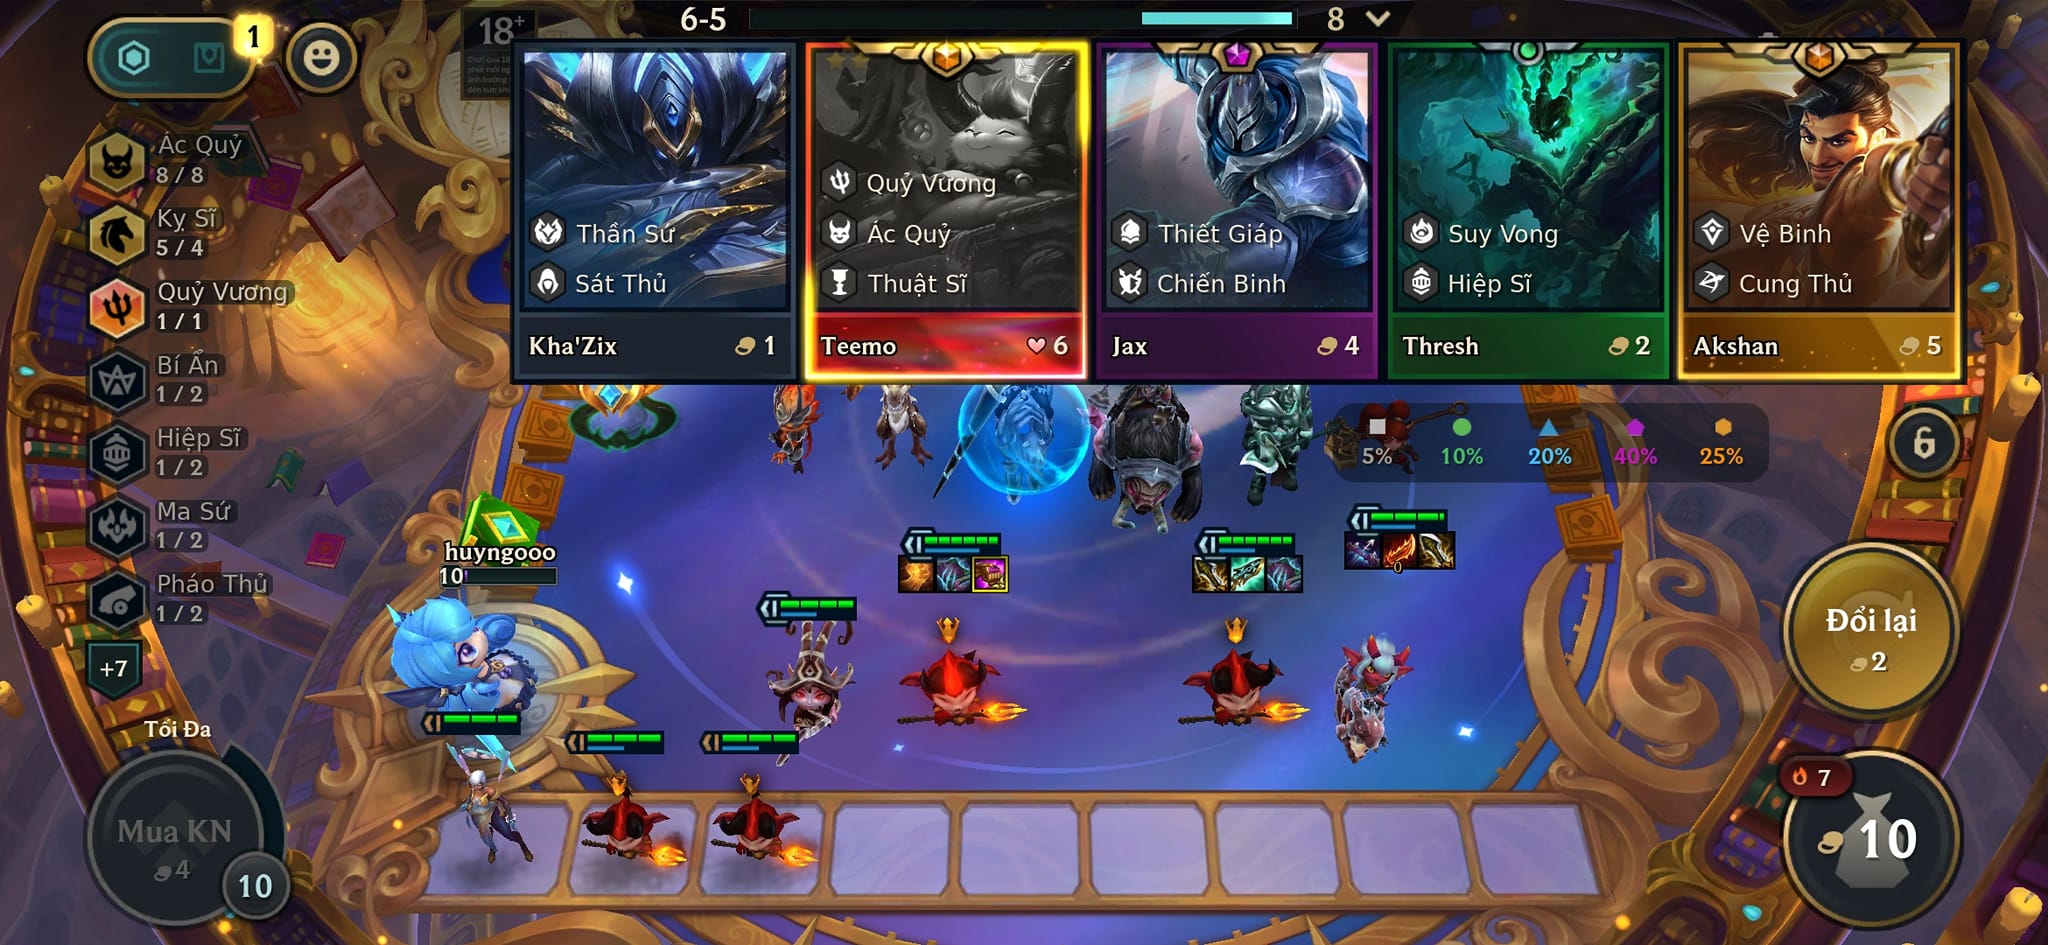 1
18+
6-5
8
Ác Quỷ
8 / 8
Kỵ Sĩ
5 / 4
Quỷ Vương
1 / 1
Bí Ẩn
1 / 2
Hiệp Sĩ
1 / 2
Ma Sứ
1 / 2
Pháo Thủ
1 / 2
+7
Thần Sứ
Sát Thủ
Kha'Zix
1
Quỷ Vương
Ác Quỷ
Thuật Sĩ
Teemo
6
Thiết Giáp
Chiến Binh
Jax
4
Suy Vong
Hiệp Sĩ
Thresh
2
Vệ Binh
Cung Thủ
Akshan
5
5%
10%
20%
40%
25%
huyngooo
10
0
Đổi lại
2
Tối Đa
Mua KN
4
10
7
10